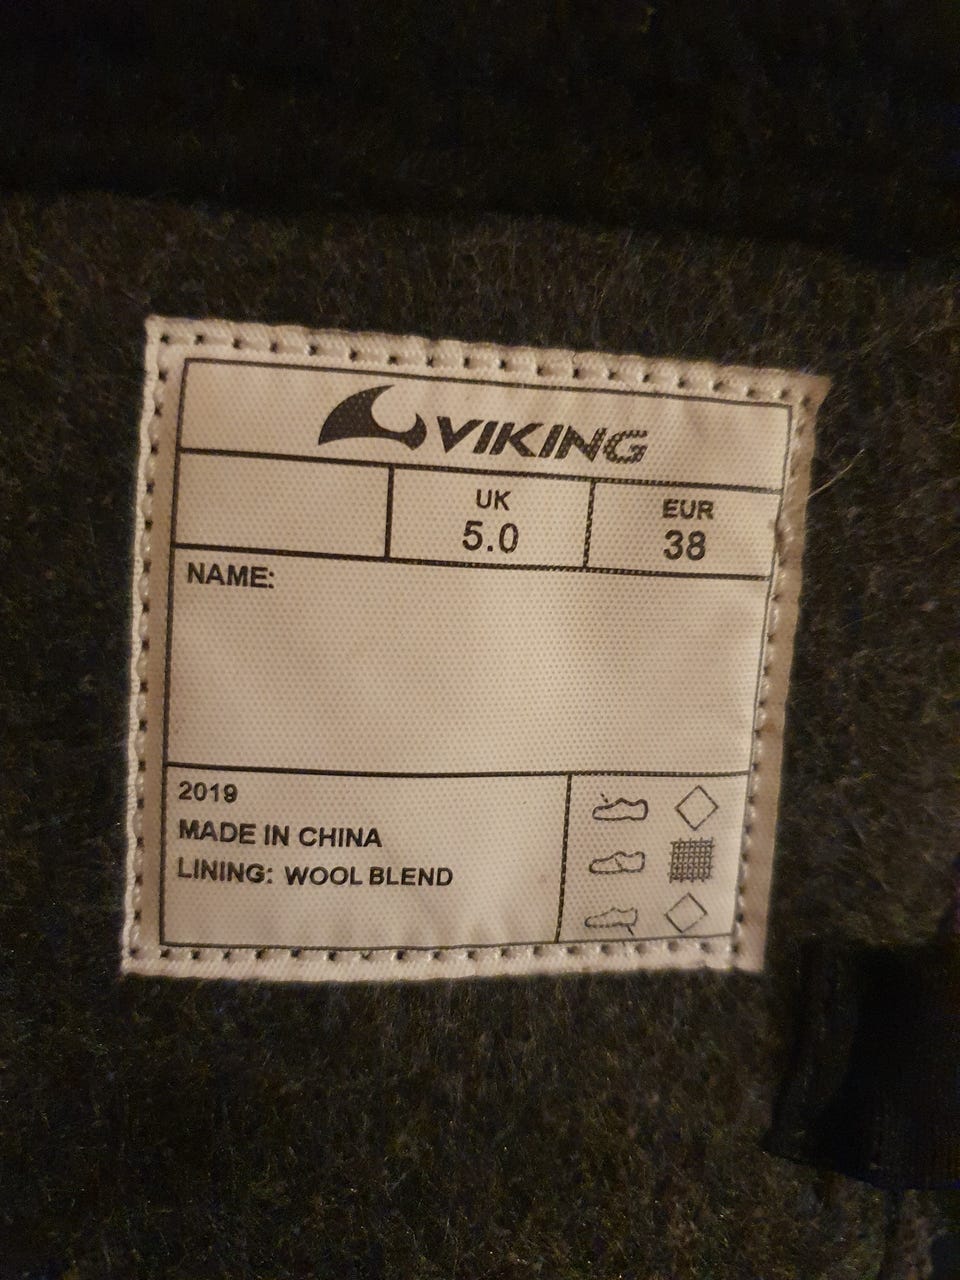 VIKING
UK
5.0
EUR
38
NAME:
2019
MADE IN CHINA
LINING: WOOL BLEND